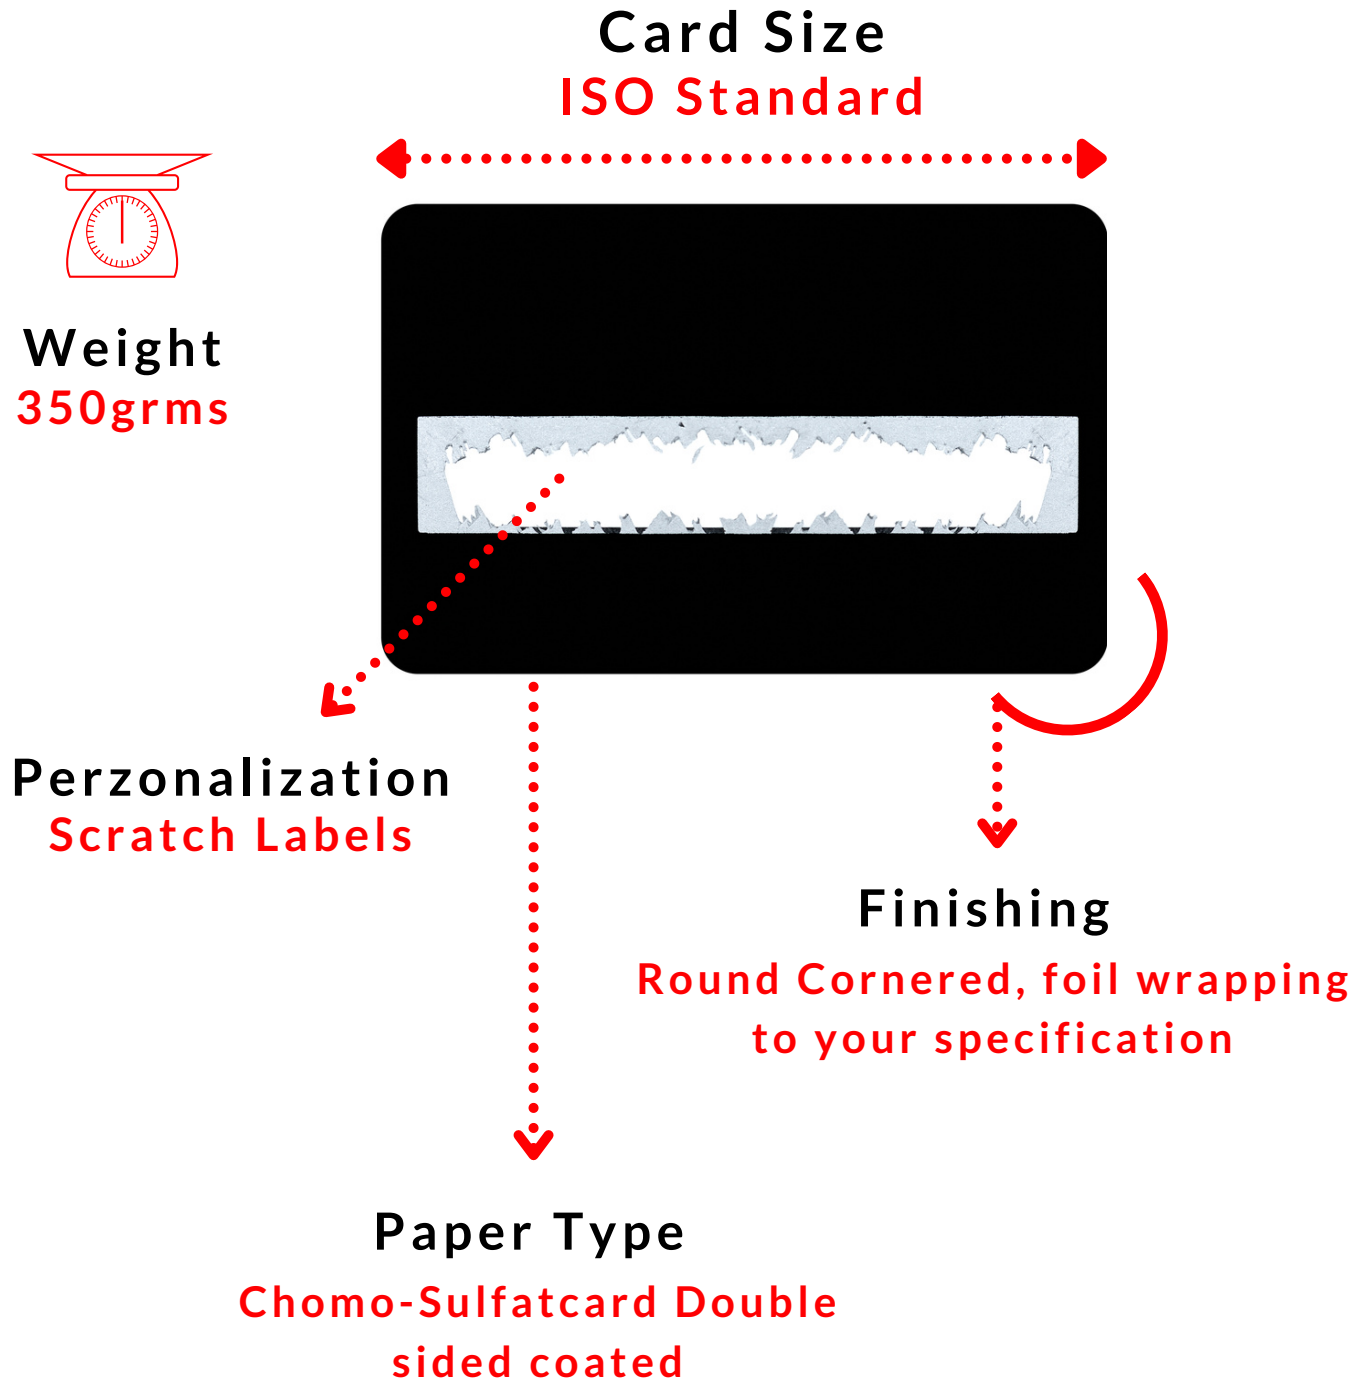 Card Size
ISO Standard
Weight
350grms
Perzonalization
Scratch Labels
Finishing
Round Cornered, foil wrapping
to your specification
Paper Type
Chomo-Sulfatcard Double
sided coated